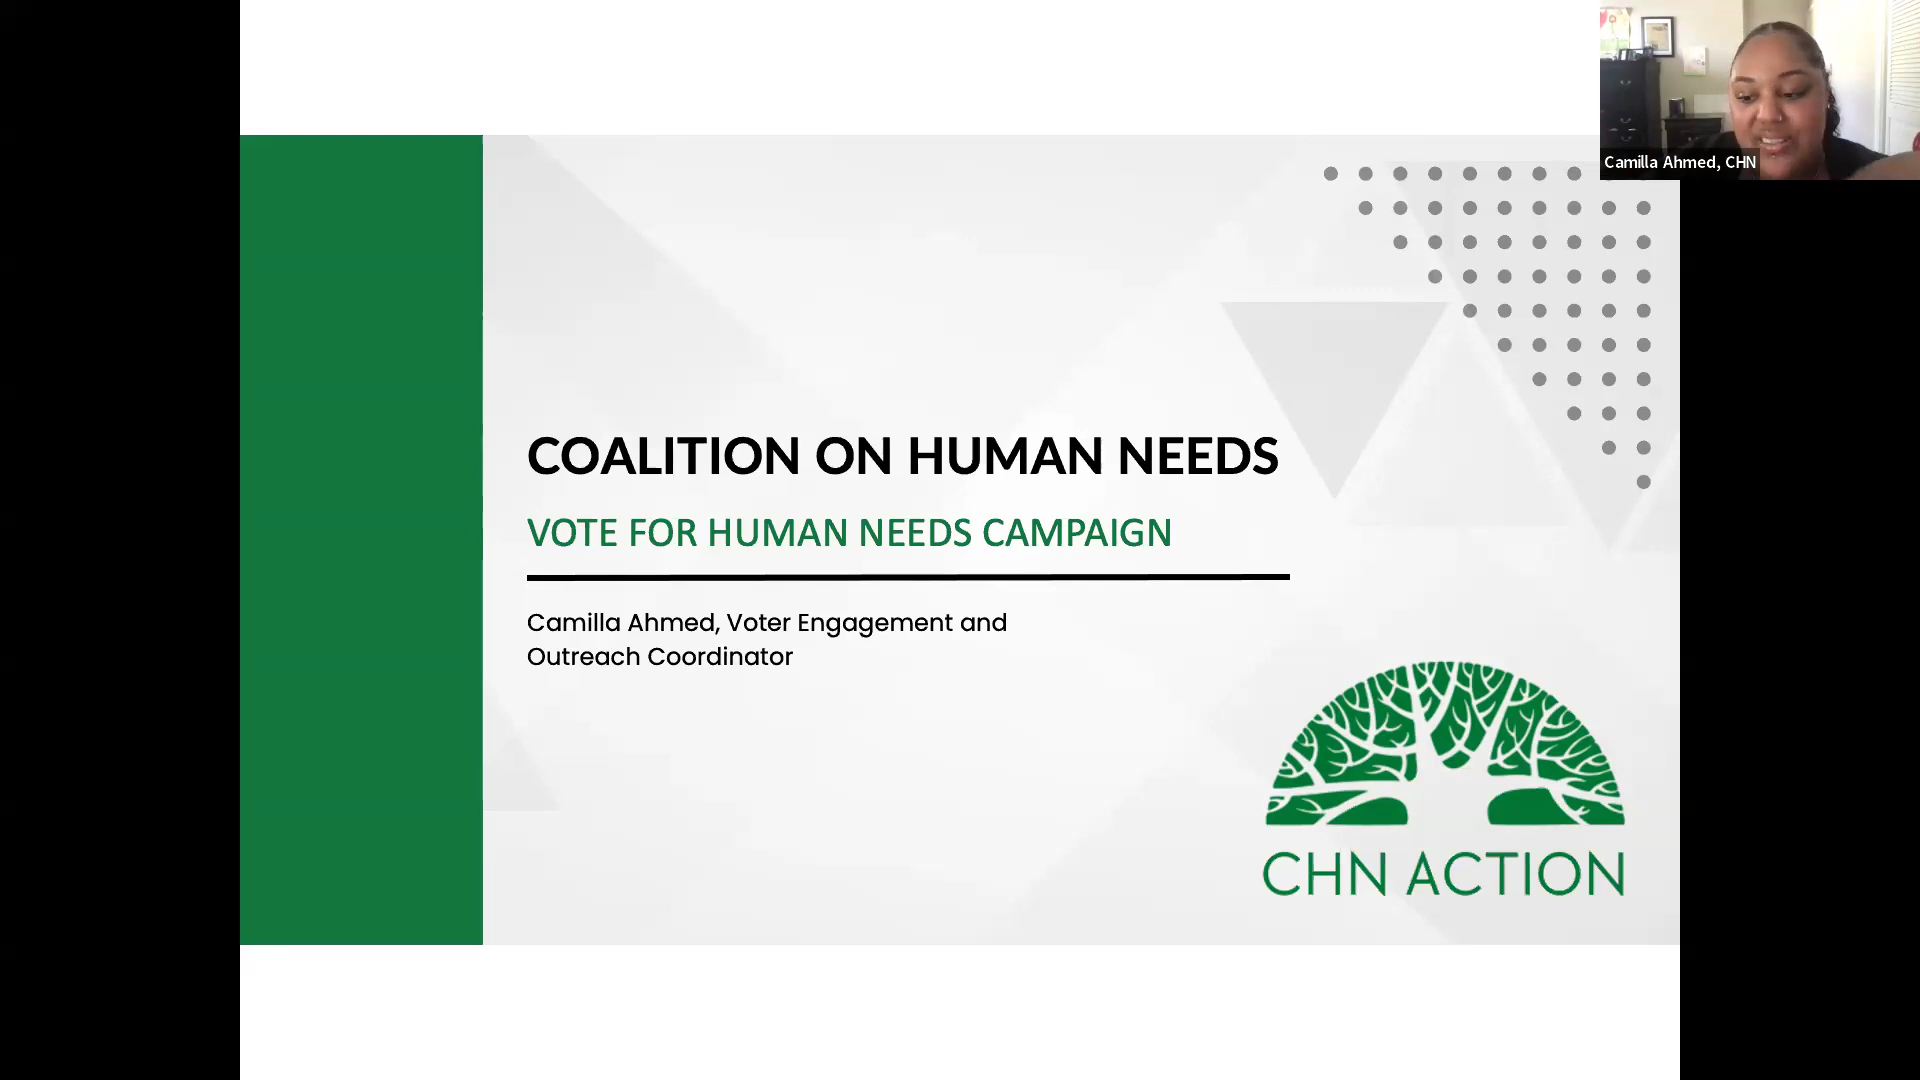 Camilla Ahmed, CHN
COALITION ON HUMAN NEEDS
VOTE FOR HUMAN NEEDS CAMPAIGN
Camilla Ahmed, Voter Engagement and
Outreach Coordinator
CHN ACTION